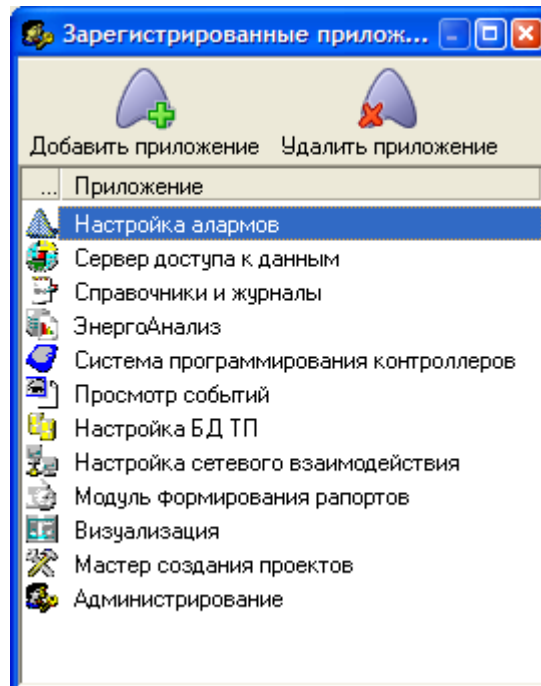 Зарегистрированные прилож...
Добавить приложение Удалить приложение
... Приложение
Настройка алармов
Сервер доступа к данным
Справочники и журналы
ЭнергоАнализ
Система программирования контроллеров
Просмотр событий
Настройка БД ТП
Настройка сетевого взаимодействия
Модуль формирования рапортов
Визуализация
Мастер создания проектов
Администрирование